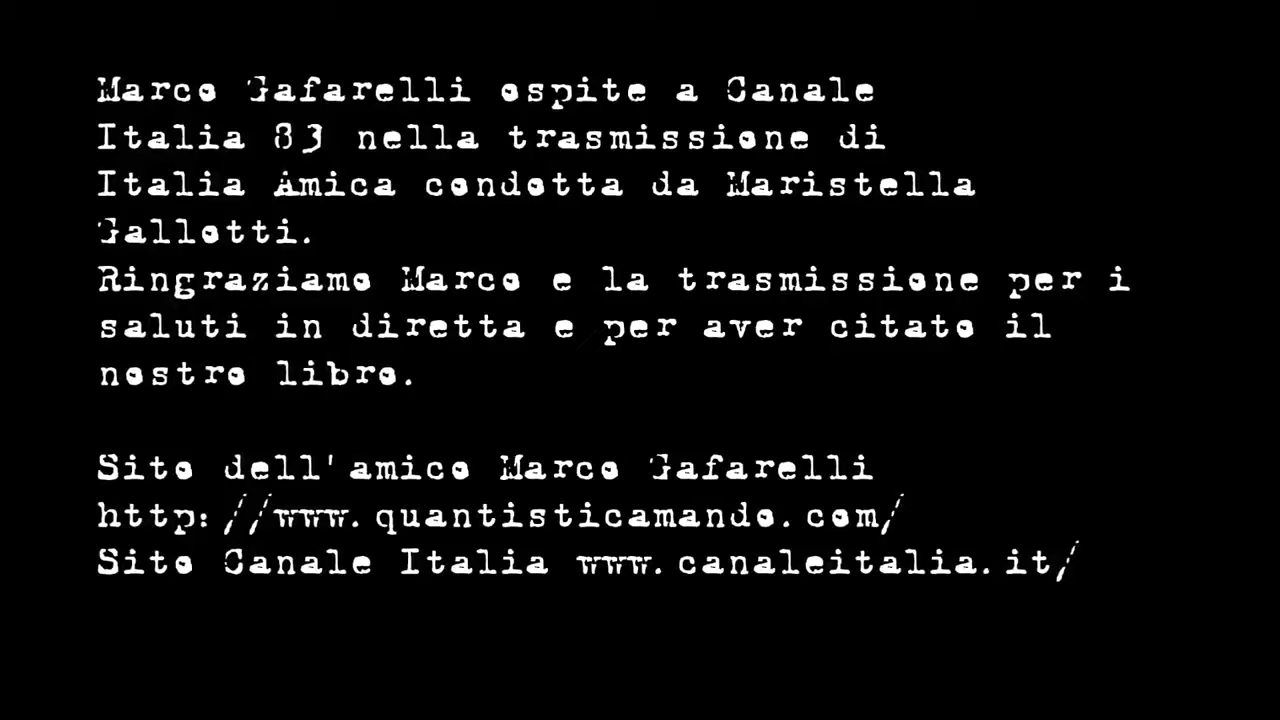 Marco Gafarelli ospite a Canale
Italia 83 nella trasmissione di
Italia Amica condotta da Maristella
Gallotti.
Ringraziamo Marco e la trasmissione per i
saluti in diretta e per aver citato il
nostro libro.
Sito dell'amico Marco Gafarelli
http://www.quantisticamando.com/
Sito Canale Italia www.canaleitalia.it/